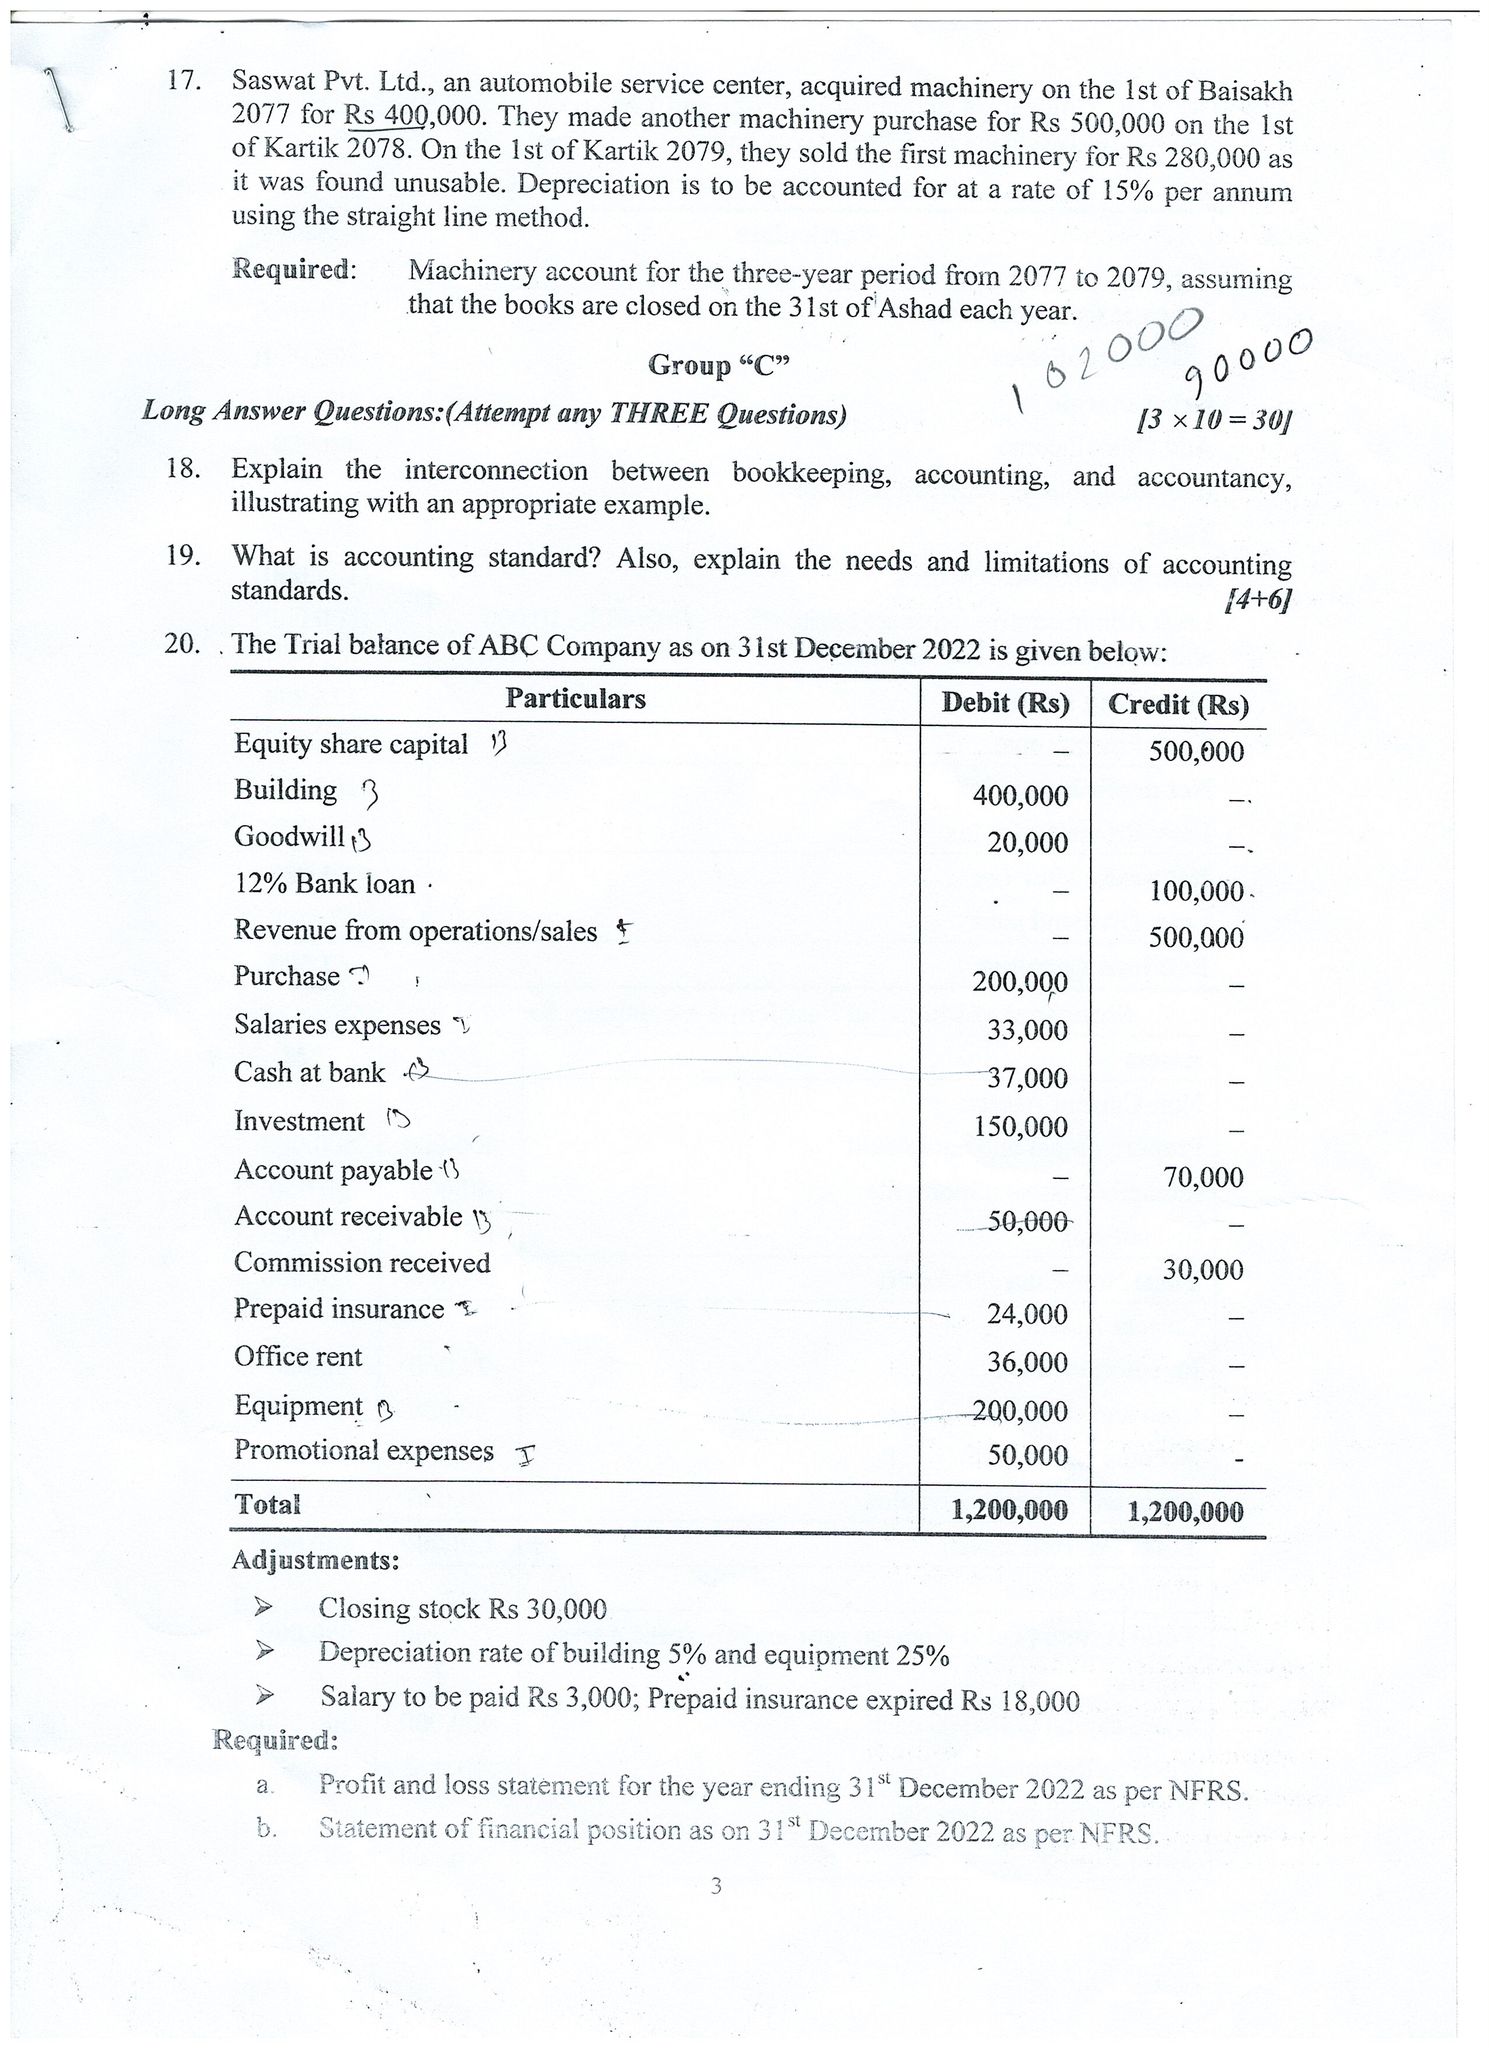 17. Saswat Pvt. Ltd., an automobile service center, acquired machinery on the 1st of Baisakh
2077 for Rs 400,000. They made another machinery purchase for Rs 500,000 on the 1st
of Kartik 2078. On the 1st of Kartik 2079, they sold the first machinery for Rs 280,000 as
it was found unusable. Depreciation is to be accounted for at a rate of 15% per annum
using the straight line method.
Required: Machinery account for the three-year period from 2077 to 2079, assuming
that the books are closed on the 31st of Ashad each year.
102000
90000
Group “C”
Long Answer Questions:(Attempt any THREE Questions) [3 × 10 = 30]
18. Explain the interconnection between bookkeeping, accounting, and accountancy,
illustrating with an appropriate example.
19. What is accounting standard? Also, explain the needs and limitations of accounting
standards. [4+6]
20. The Trial balance of ABC Company as on 31st December 2022 is given below:
Particulars Debit (Rs) Credit (Rs)
Equity share capital – 500,000
Building 400,000 –
Goodwill 20,000 –
12% Bank loan – 100,000
Revenue from operations/sales – 500,000
Purchase 200,000 –
Salaries expenses 33,000 –
Cash at bank 37,000 –
Investment 150,000 –
Account payable – 70,000
Account receivable 50,000 –
Commission received – 30,000
Prepaid insurance 24,000 –
Office rent 36,000 –
Equipment 200,000 –
Promotional expenses I 50,000 -
Total 1,200,000 1,200,000
Adjustments:
➢ Closing stock Rs 30,000
➢ Depreciation rate of building 5% and equipment 25%
➢ Salary to be paid Rs 3,000; Prepaid insurance expired Rs 18,000
Required:
a. Profit and loss statement for the year ending 31st December 2022 as per NFRS.
b. Statement of financial position as on 31st December 2022 as per NFRS.
3